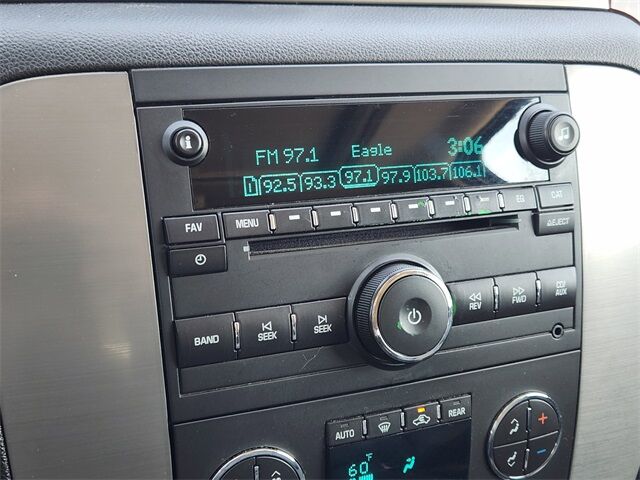 i
FM 97.1 Eagle 3:06
1 92.5 93.3 97.1 97.9 103.7 106.1
FAV MENU EQ CAT
EJECT
BAND SEEK SEEK REV FWD CD/AUX
AUTO REAR
60°F